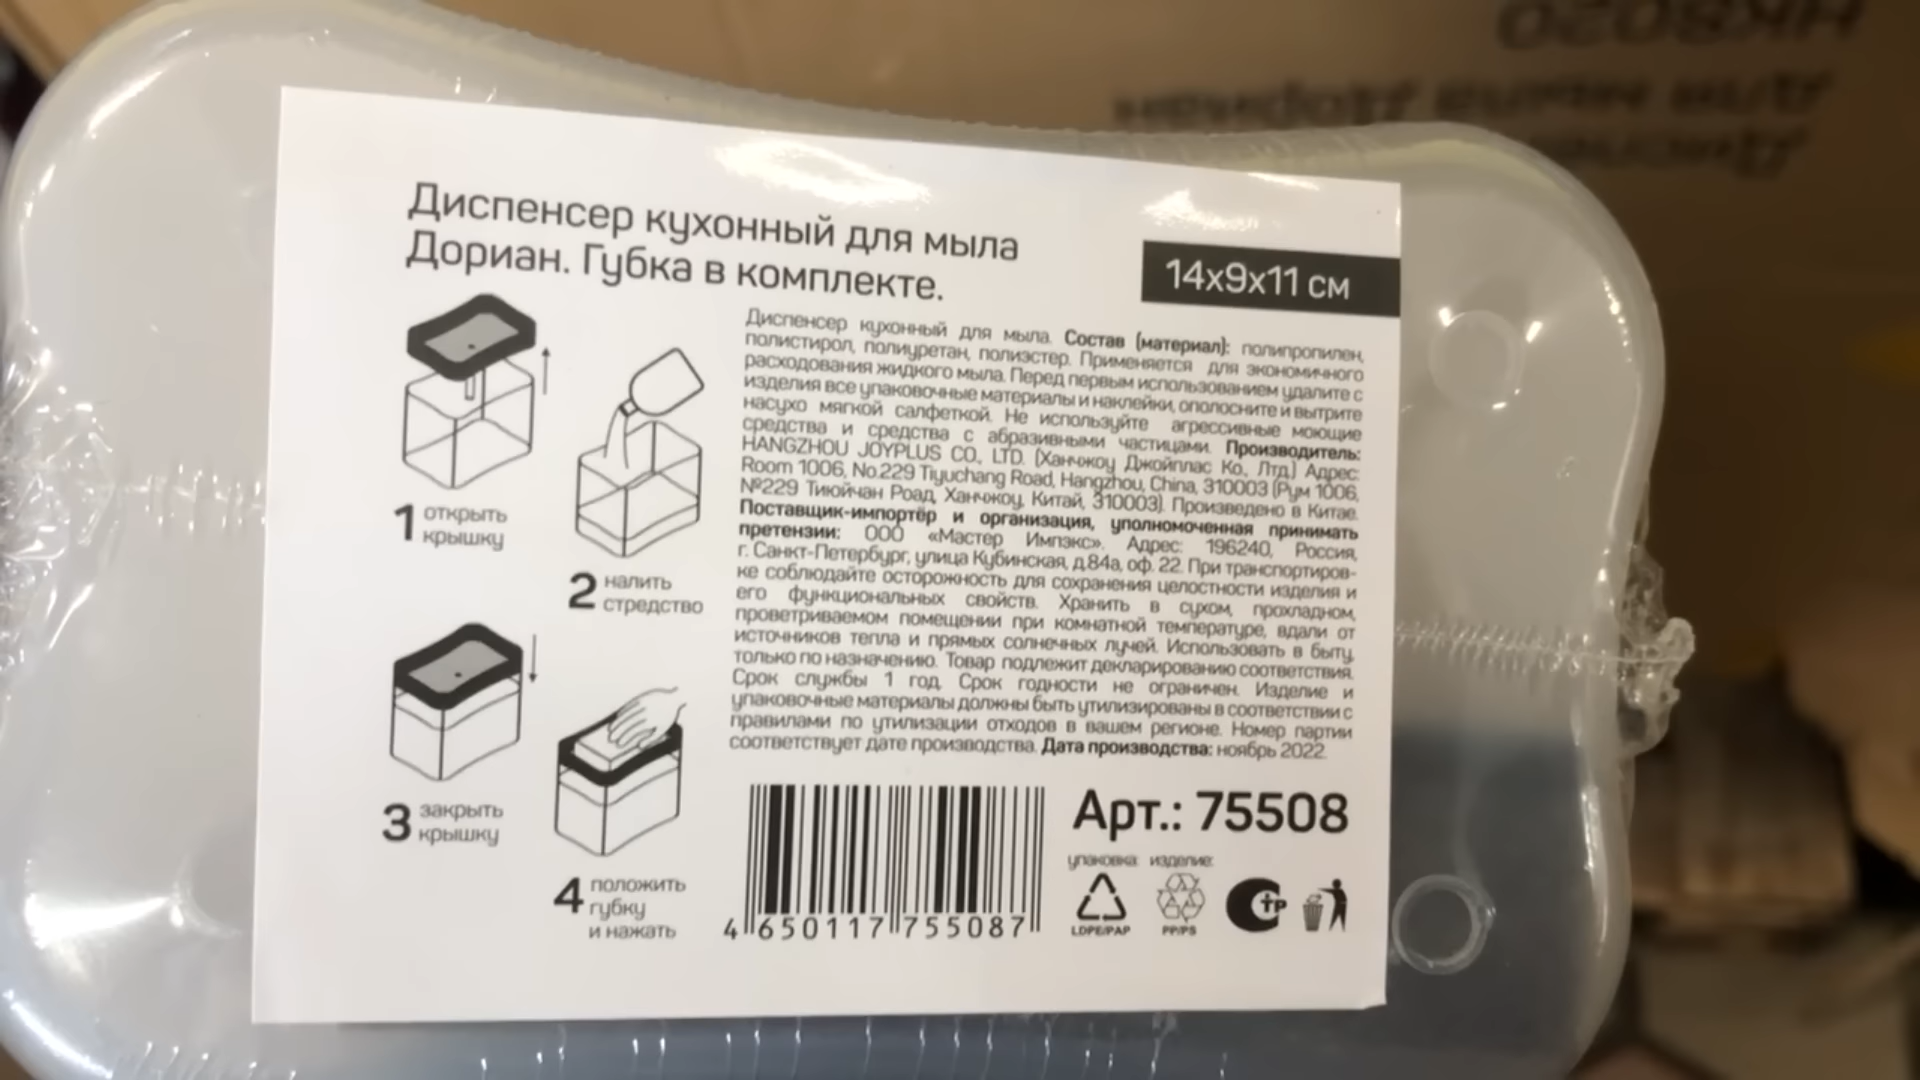 Диспенсер кухонный для мыла
Дориан. Губка в комплекте.
14x9x11 см
1 открыть
крышку
2 налить
стредство
3 закрыть
крышку
4 положить
губку
и нажать
Диспенсер кухонный для мыла. Состав (материал): полипропилен,
полистирол, полиуретан, полиэстер. Применяется для экономичного
расходования жидкого мыла. Перед первым использованием удалите с
изделия все упаковочные материалы и наклейки, ополосните и вытрите
насухо мягкой салфеткой. Не используйте агрессивные моющие
средства и средства с абразивными частицами. Производитель:
HANGZHOU JOYPLUS CO., LTD. (Ханчжоу Джойплас Ко., Лтд.) Адрес:
Room 1006, No.229 Tiyuchang Road, Hangzhou, China, 310003 (Рум 1006,
№229 Тиюйчан Роад, Ханчжоу, Китай, 310003). Произведено в Китае.
Поставщик-импортёр и организация, уполномоченная принимать
претензии: ООО «Мастер Импэкс». Адрес: 196240, Россия,
г. Санкт-Петербург, улица Кубинская, д.84а, оф. 22. При транспортиров-
ке соблюдайте осторожность для сохранения целостности изделия и
его функциональных свойств. Хранить в сухом, прохладном,
проветриваемом помещении при комнатной температуре, вдали от
источников тепла и прямых солнечных лучей. Использовать в быту,
только по назначению. Товар подлежит декларированию соответствия.
Срок службы 1 год. Срок годности не ограничен. Изделие и
упаковочные материалы должны быть утилизированы в соответствии с
правилами по утилизации отходов в вашем регионе. Номер партии
соответствует дате производства. Дата производства: ноябрь 2022.
4 650117 755087
Арт.: 75508
упаковка: изделие:
LDPE/PAP PP/PS
СТР
Диспенсер
для мыла Дориан
НК8020